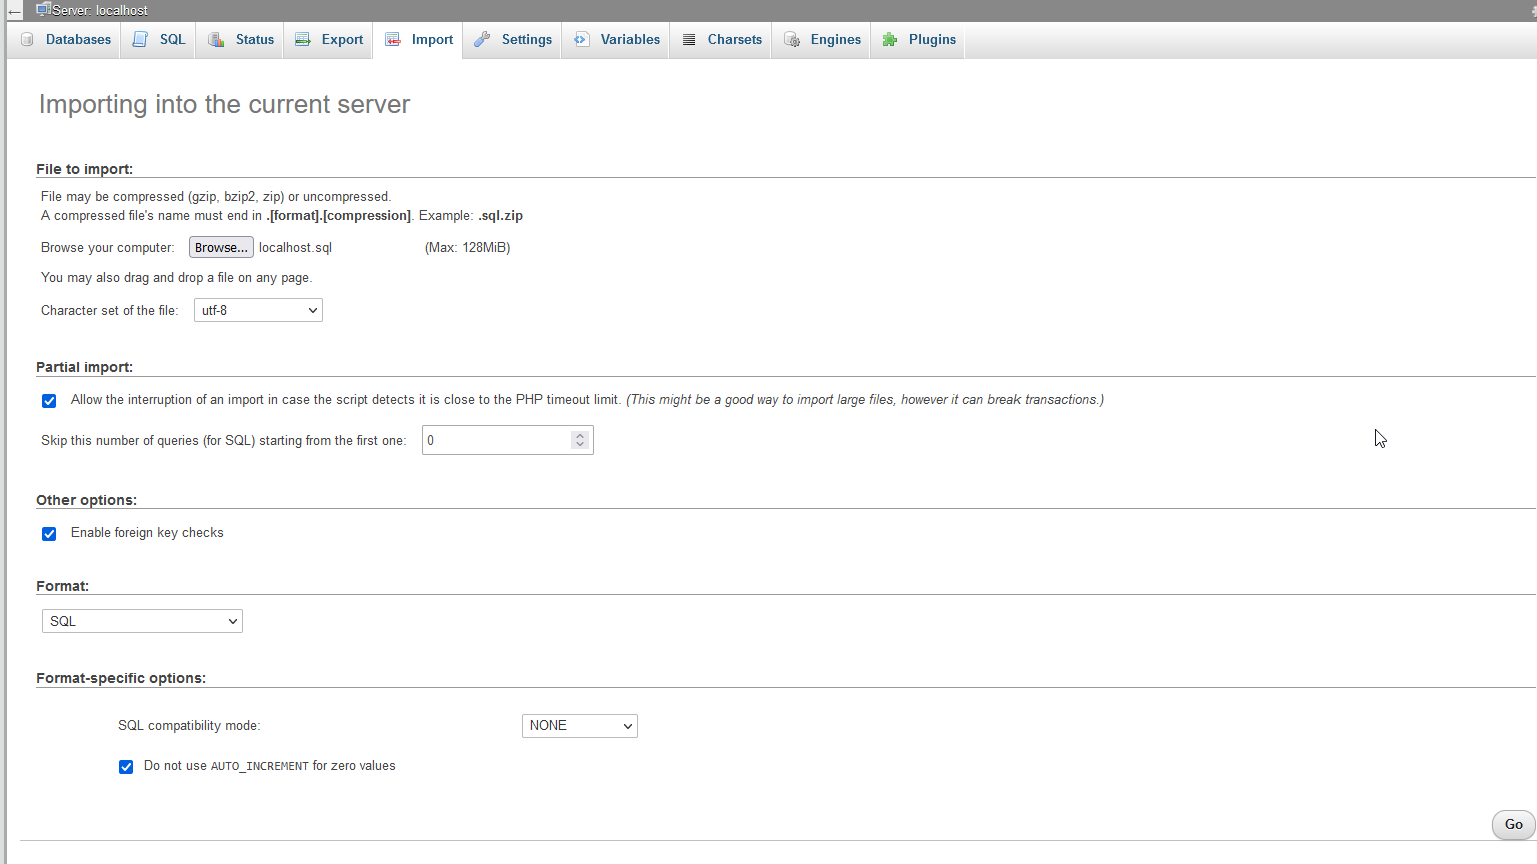 Server: localhost
Databases SQL Status Export Import Settings Variables Charsets Engines Plugins
Importing into the current server
File to import:
File may be compressed (gzip, bzip2, zip) or uncompressed.
A compressed file's name must end in .[format].[compression]. Example: .sql.zip
Browse your computer: Browse... localhost.sql (Max: 128MiB)
You may also drag and drop a file on any page.
Character set of the file: utf-8
Partial import:
Allow the interruption of an import in case the script detects it is close to the PHP timeout limit. (This might be a good way to import large files, however it can break transactions.)
Skip this number of queries (for SQL) starting from the first one: 0
Other options:
Enable foreign key checks
Format:
SQL
Format-specific options:
SQL compatibility mode: NONE
Do not use AUTO_INCREMENT for zero values
Go